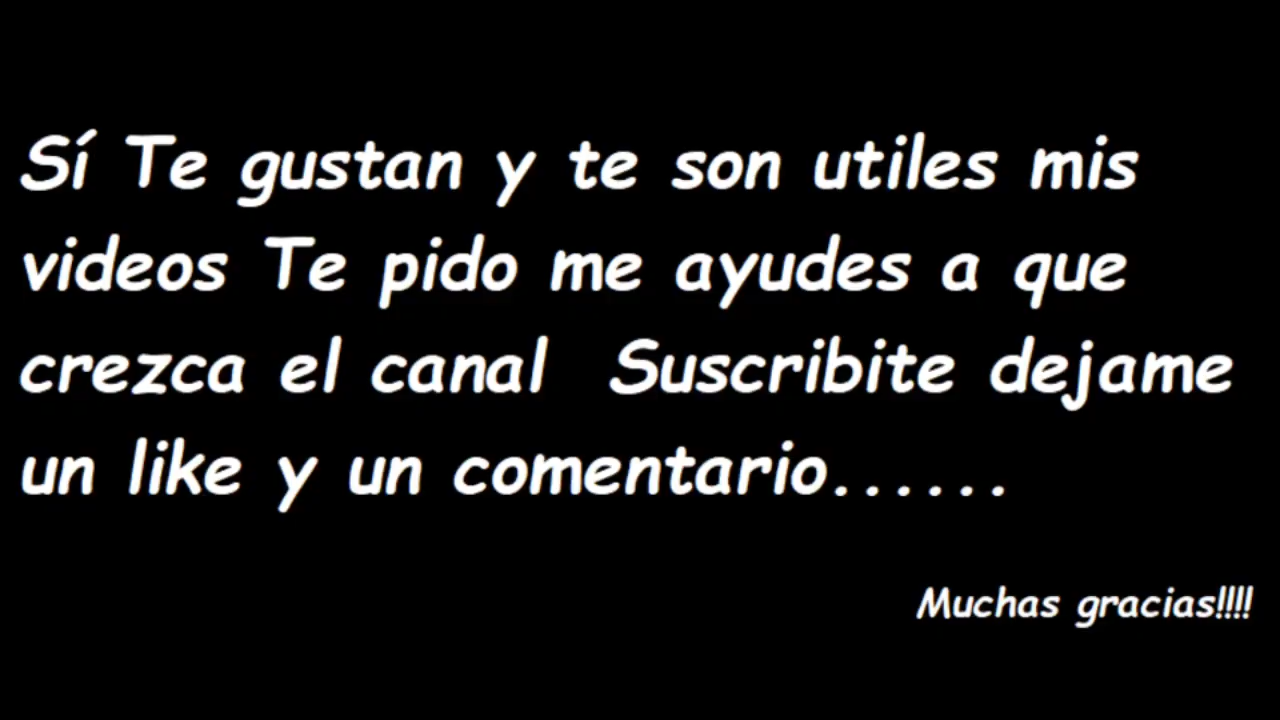 Sí Te gustan y te son utiles mis
videos Te pido me ayudes a que
crezca el canal  Suscribite dejame
un like y un comentario......
Muchas gracias!!!!